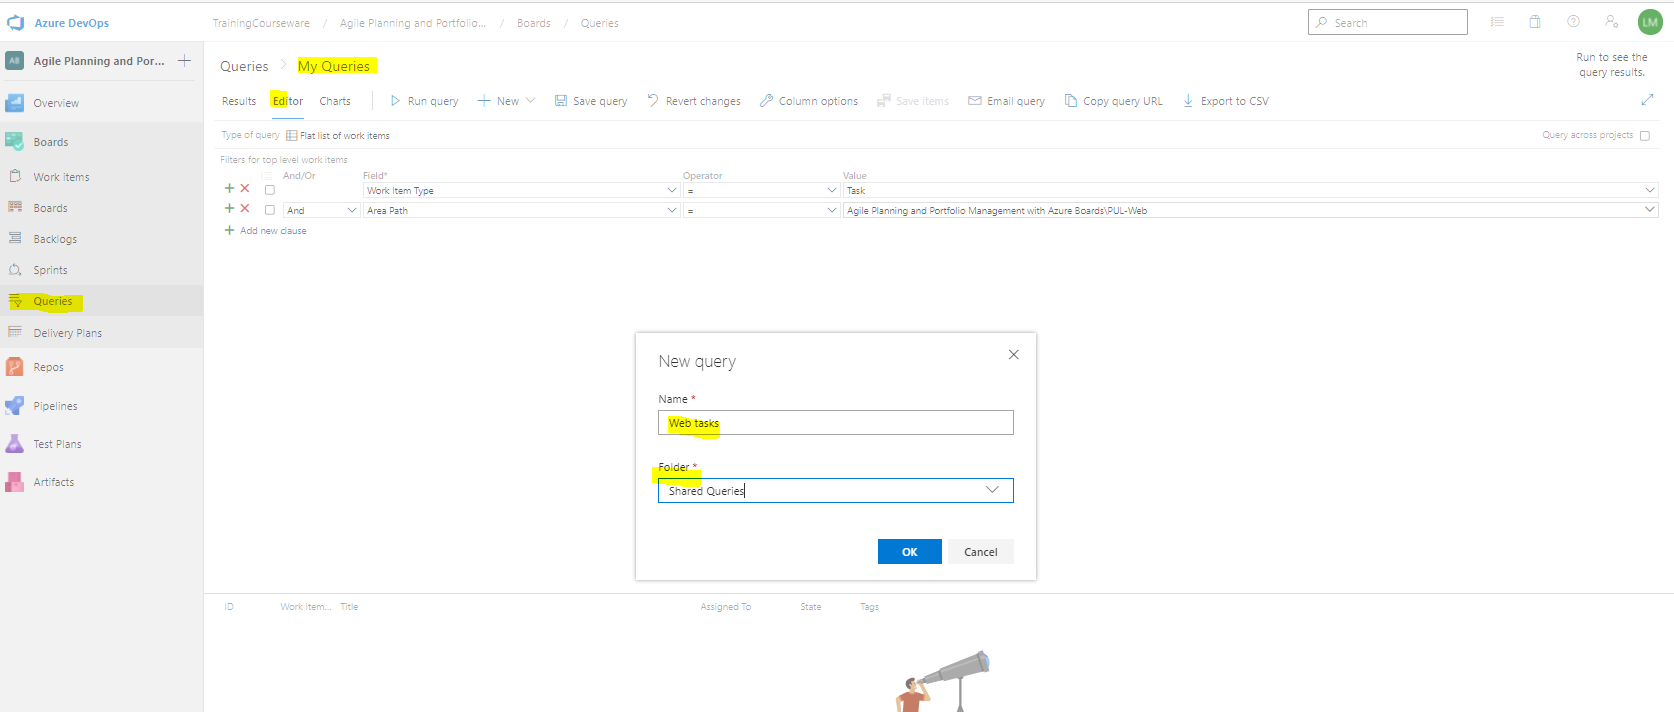 Azure DevOps
TrainingCourseware / Agile Planning and Portfolio... / Boards / Queries
Search
LM
AB
Agile Planning and Por...
Overview
Boards
Work items
Boards
Backlogs
Sprints
Queries
Delivery Plans
Repos
Pipelines
Test Plans
Artifacts
Queries > My Queries
Run to see the
query results.
Results Editor Charts Run query New Save query Revert changes Column options Save items Email query Copy query URL Export to CSV
Type of query Flat list of work items
Query across projects
Filters for top level work items
And/Or Field* Operator Value
Work Item Type = Task
And Area Path = Agile Planning and Portfolio Management with Azure Boards\PUL-Web
Add new clause
New query
Name *
Web tasks
Folder *
Shared Queries
OK Cancel
ID Work Item... Title Assigned To State Tags